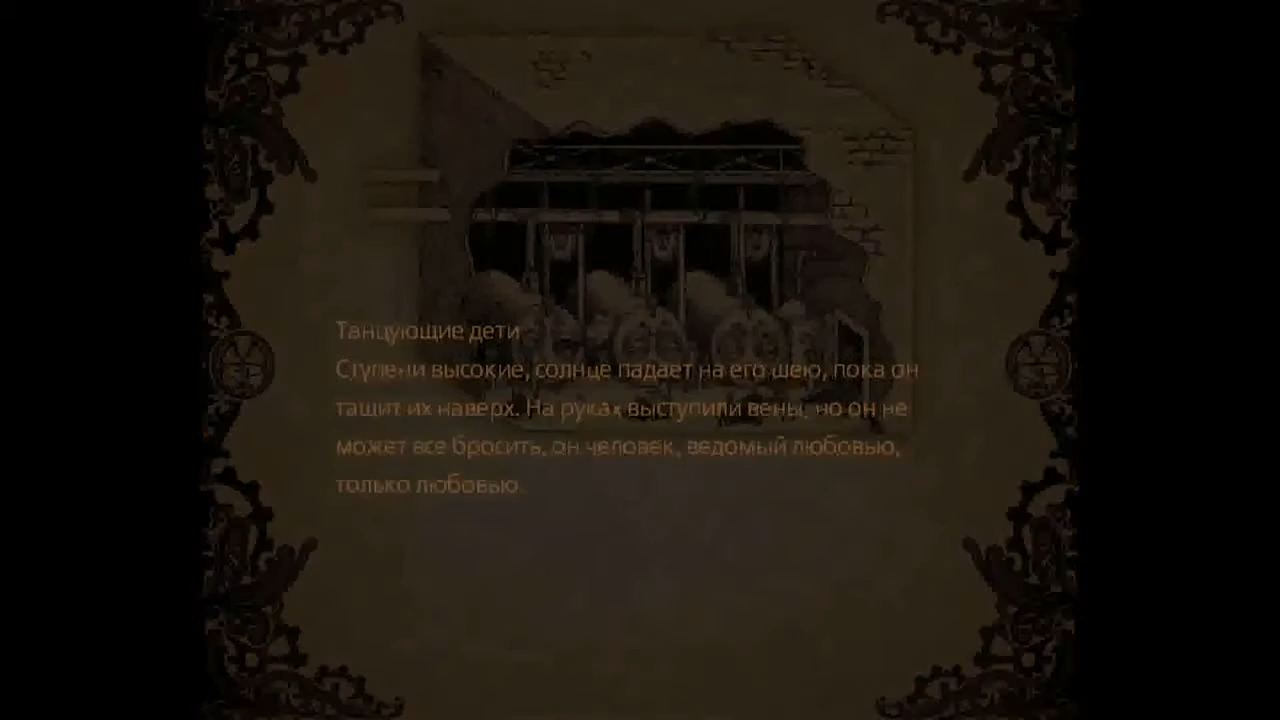 Танцующие дети
Ступени высокие, солнце падает на его шею, пока он
тащит их наверх. На руках выступили вены, но он не
может все бросить, он человек, ведомый любовью,
только любовью.